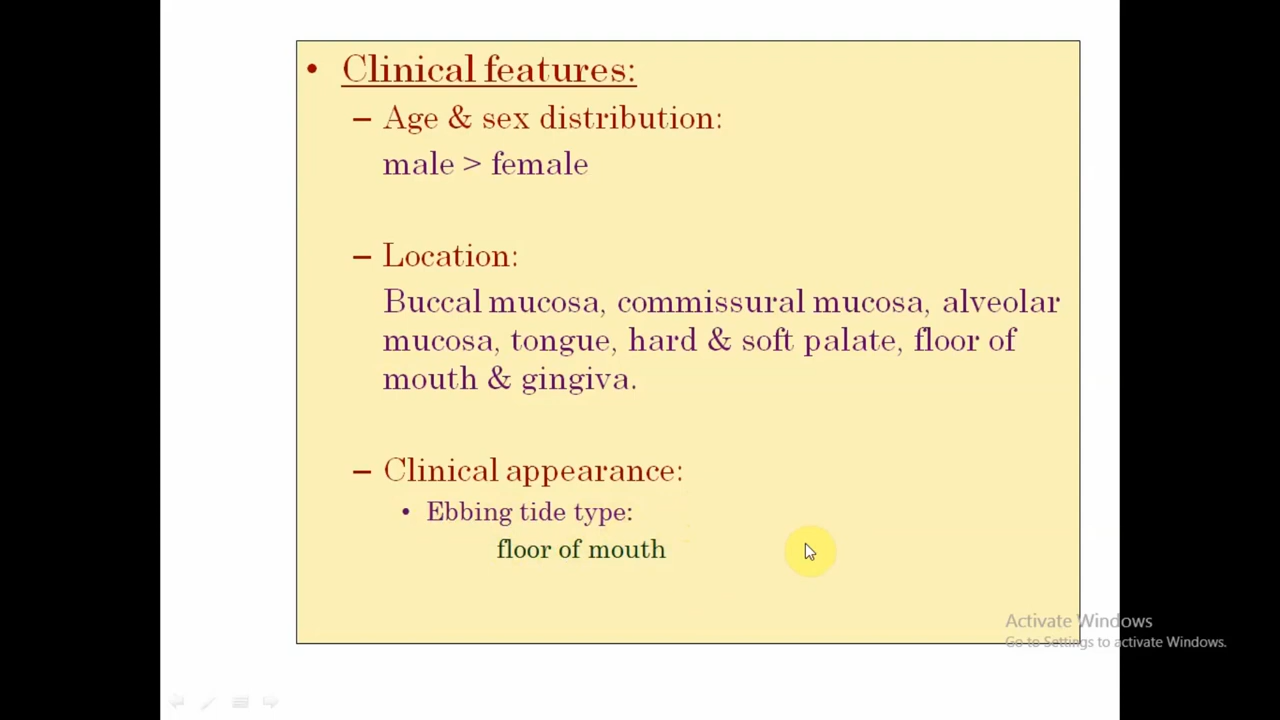 • Clinical features:
– Age & sex distribution:
male > female
– Location:
Buccal mucosa, commissural mucosa, alveolar
mucosa, tongue, hard & soft palate, floor of
mouth & gingiva.
– Clinical appearance:
• Ebbing tide type:
floor of mouth
Activate Windows
Go to Settings to activate Windows.